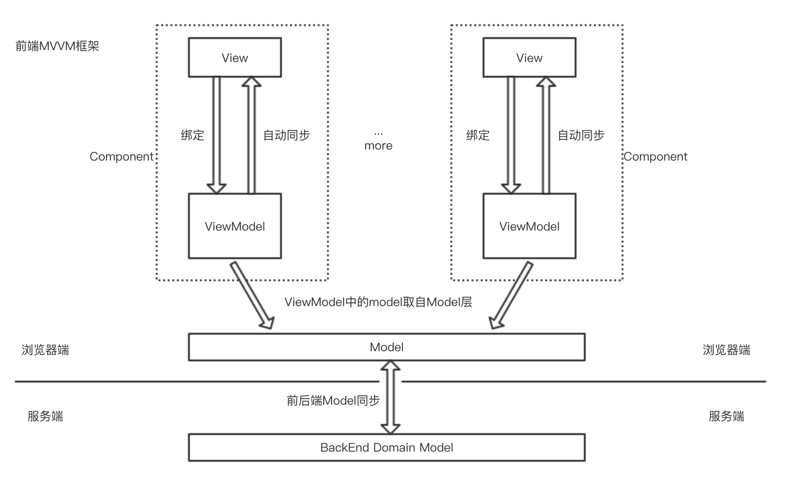 前端MVVM框架
View
View
绑定
自动同步
...
more
绑定
自动同步
Component
Component
ViewModel
ViewModel
ViewModel中的model取自Model层
浏览器端
Model
浏览器端
前后端Model同步
服务端
服务端
BackEnd Domain Model